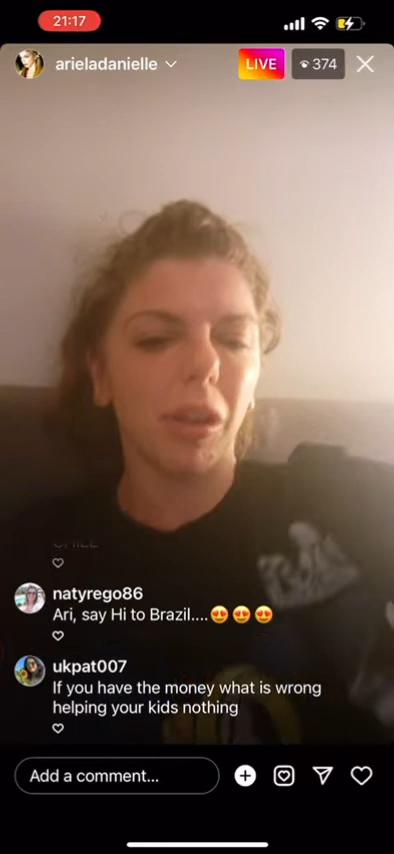 21:17
arieladanielle
LIVE
374
natyrego86
Ari, say Hi to Brazil....😍 😍 😍
ukpat007
If you have the money what is wrong
helping your kids nothing
Add a comment...